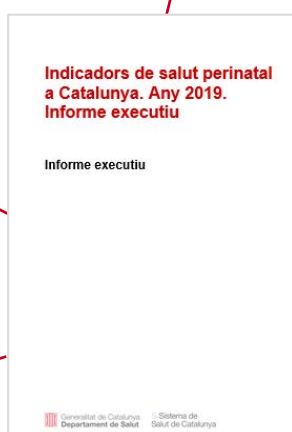 Indicadors de salut perinatal
a Catalunya. Any 2019.
Informe executiu
Informe executiu
Generalitat de Catalunya
Departament de Salut
Sistema de
Salut de Catalunya